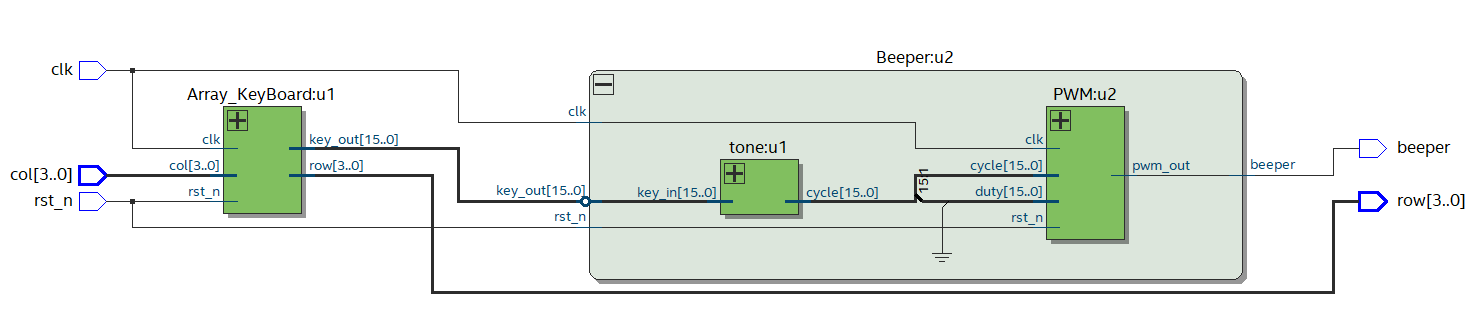 Beeper:u2
clk
Array_KeyBoard:u1
PWM:u2
clk
clk
key_out[15..0]
tone:u1
clk
pwm_out
beeper
beeper
col[3..0]
col[3..0]
row[3..0]
cycle[15..0]
15:1
rst_n
rst_n
key_out[15..0]
key_in[15..0]
cycle[15..0]
duty[15..0]
row[3..0]
rst_n
rst_n